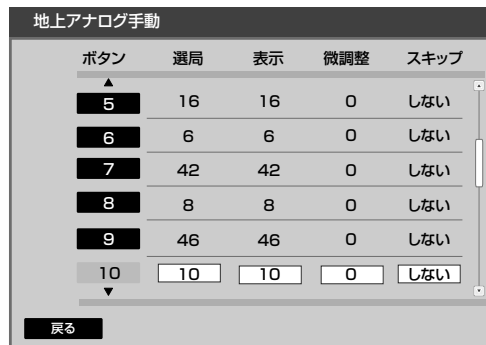 地上アナログ手動
ボタン 選局 表示 微調整 スキップ
5 16 16 0 しない
6 6 6 0 しない
7 42 42 0 しない
8 8 8 0 しない
9 46 46 0 しない
10 10 10 0 しない
戻る